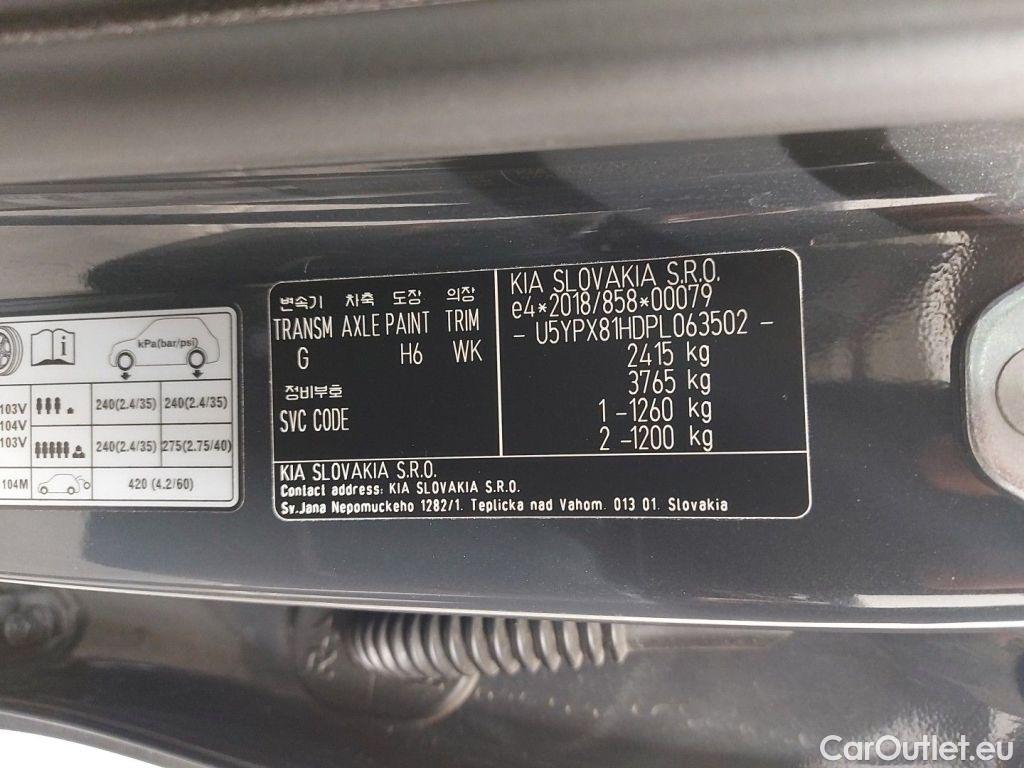 KIA SLOVAKIA S.R.O.
e4*2018/858*00079
- U5YPX81HDPL063502 -
2415 kg
3765 kg
1 -1260 kg
2 -1200 kg
변속기 차축 도장 의장
TRANSM AXLE PAINT TRIM
G H6 WK
정비부호
SVC CODE
KIA SLOVAKIA S.R.O.
Contact address: KIA SLOVAKIA S.R.O.
Sv.Jana Nepomuckeho 1282/1. Teplicka nad Vahom. 013 01. Slovakia
i kPa(bar/psi)
103V 240(2.4/35) 240(2.4/35)
104V
103V 240(2.4/35) 275(2.75/40)
104M 420 (4.2/60)
CarOutlet.eu